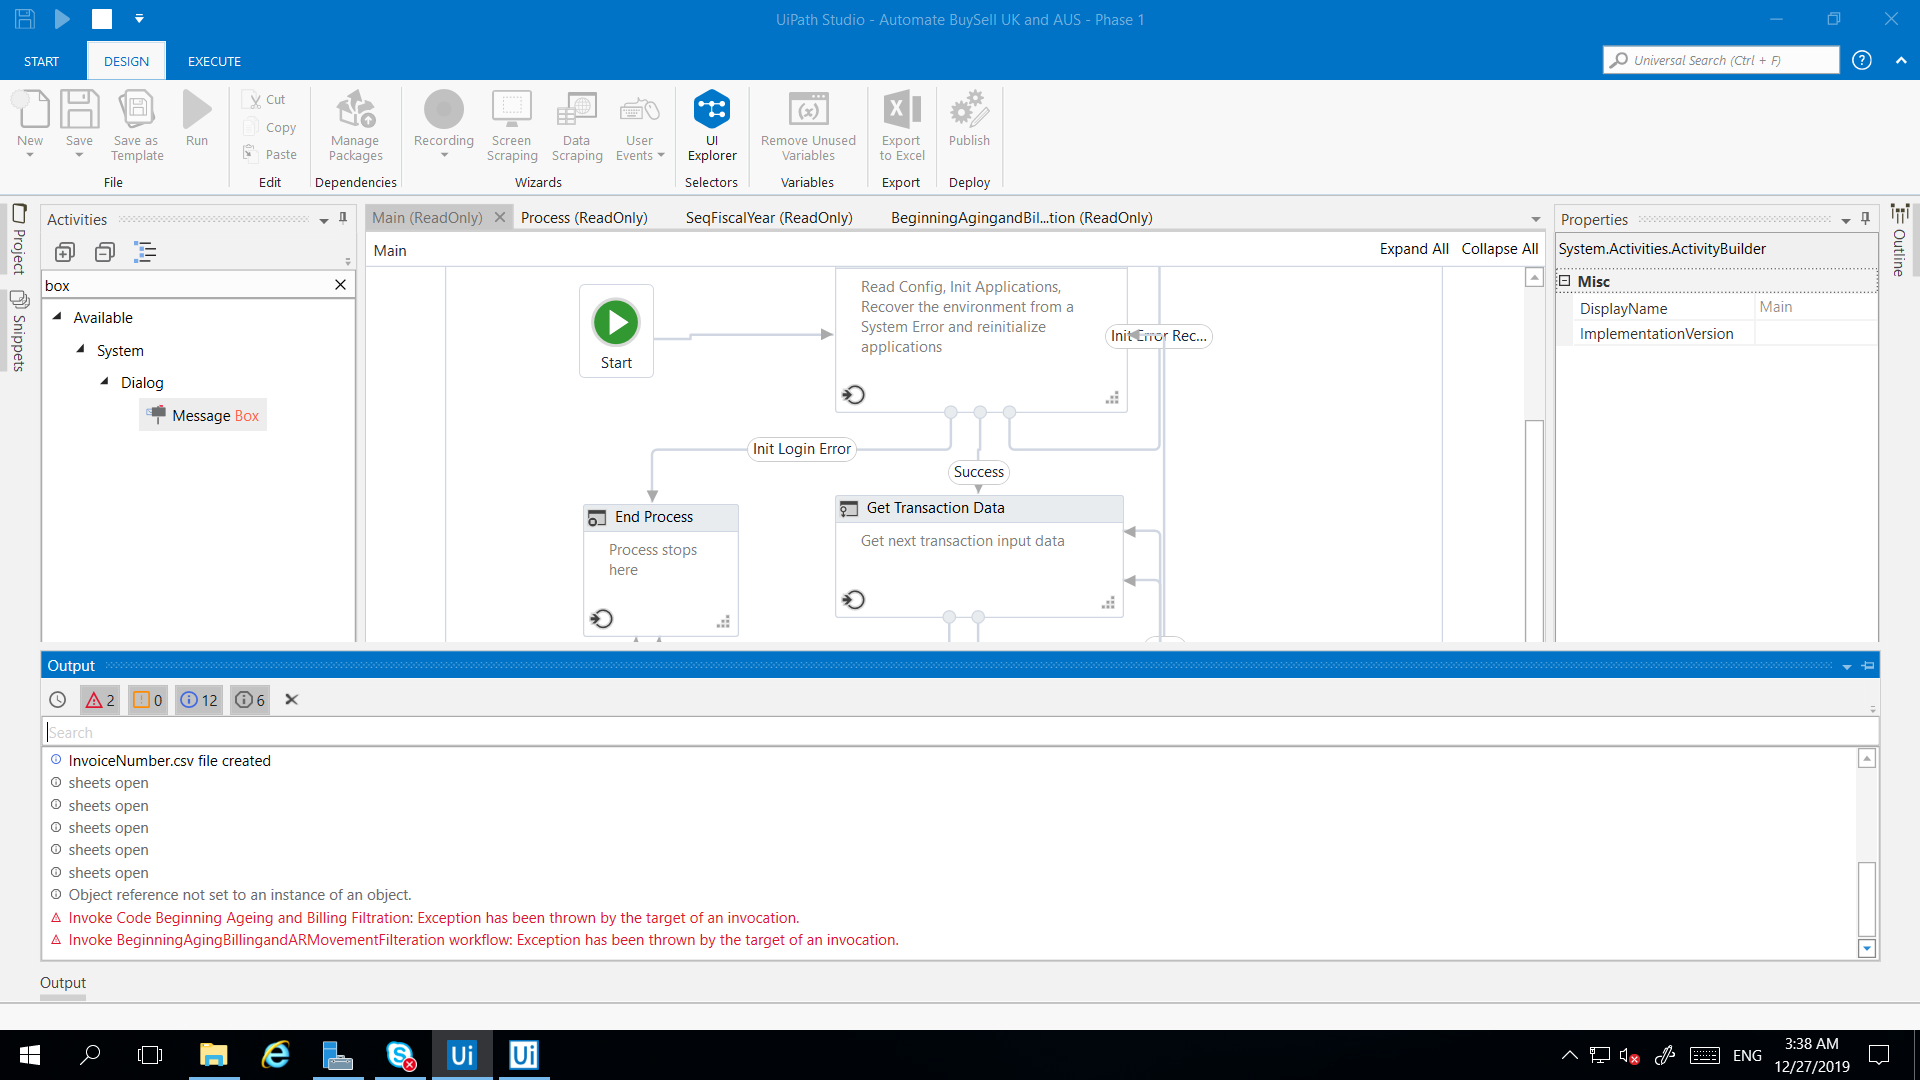 UiPath Studio - Automate BuySell UK and AUS - Phase 1
START
DESIGN
EXECUTE
Universal Search (Ctrl + F)
New
Save
Save as
Template
Run
File
Cut
Copy
Paste
Edit
Manage
Packages
Dependencies
Recording
Screen
Scraping
Data
Scraping
User
Events
Wizards
UI
Explorer
Selectors
Remove Unused
Variables
Variables
Export
to Excel
Export
Publish
Deploy
Project
Snippets
Activities
box
Available
System
Dialog
Message Box
Main (ReadOnly)
Process (ReadOnly)
SeqFiscalYear (ReadOnly)
BeginningAgingandBil...tion (ReadOnly)
Main
Expand All
Collapse All
Start
Read Config, Init Applications,
Recover the environment from a
System Error and reinitialize
applications
Init Error Rec...
Init Login Error
Success
End Process
Process stops
here
Get Transaction Data
Get next transaction input data
Properties
System.Activities.ActivityBuilder
Misc
DisplayName
Main
ImplementationVersion
Outline
Output
2
0
12
6
Search
InvoiceNumber.csv file created
sheets open
sheets open
sheets open
sheets open
sheets open
Object reference not set to an instance of an object.
Invoke Code Beginning Ageing and Billing Filtration: Exception has been thrown by the target of an invocation.
Invoke BeginningAgingBillingandARMovementFilteration workflow: Exception has been thrown by the target of an invocation.
Output
Ui
Ui
ENG
3:38 AM
12/27/2019